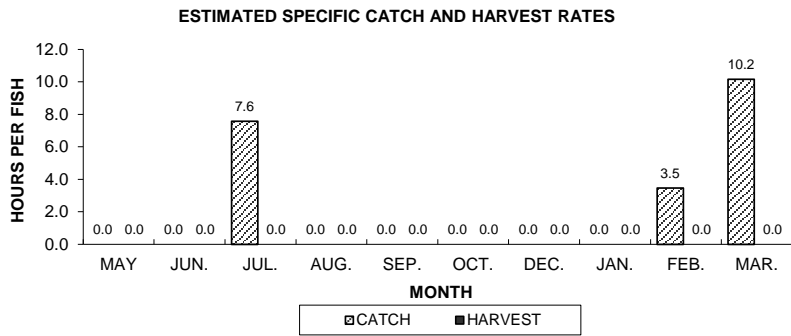 ESTIMATED SPECIFIC CATCH AND HARVEST RATES
HOURS PER FISH
12.0
10.0
8.0
6.0
4.0
2.0
0.0
0.0 0.0 0.0 0.0 7.6 0.0 0.0 0.0 0.0 0.0 0.0 0.0 0.0 0.0 0.0 0.0 3.5 0.0 10.2 0.0
MAY JUN. JUL. AUG. SEP. OCT. DEC. JAN. FEB. MAR.
MONTH
CATCH HARVEST